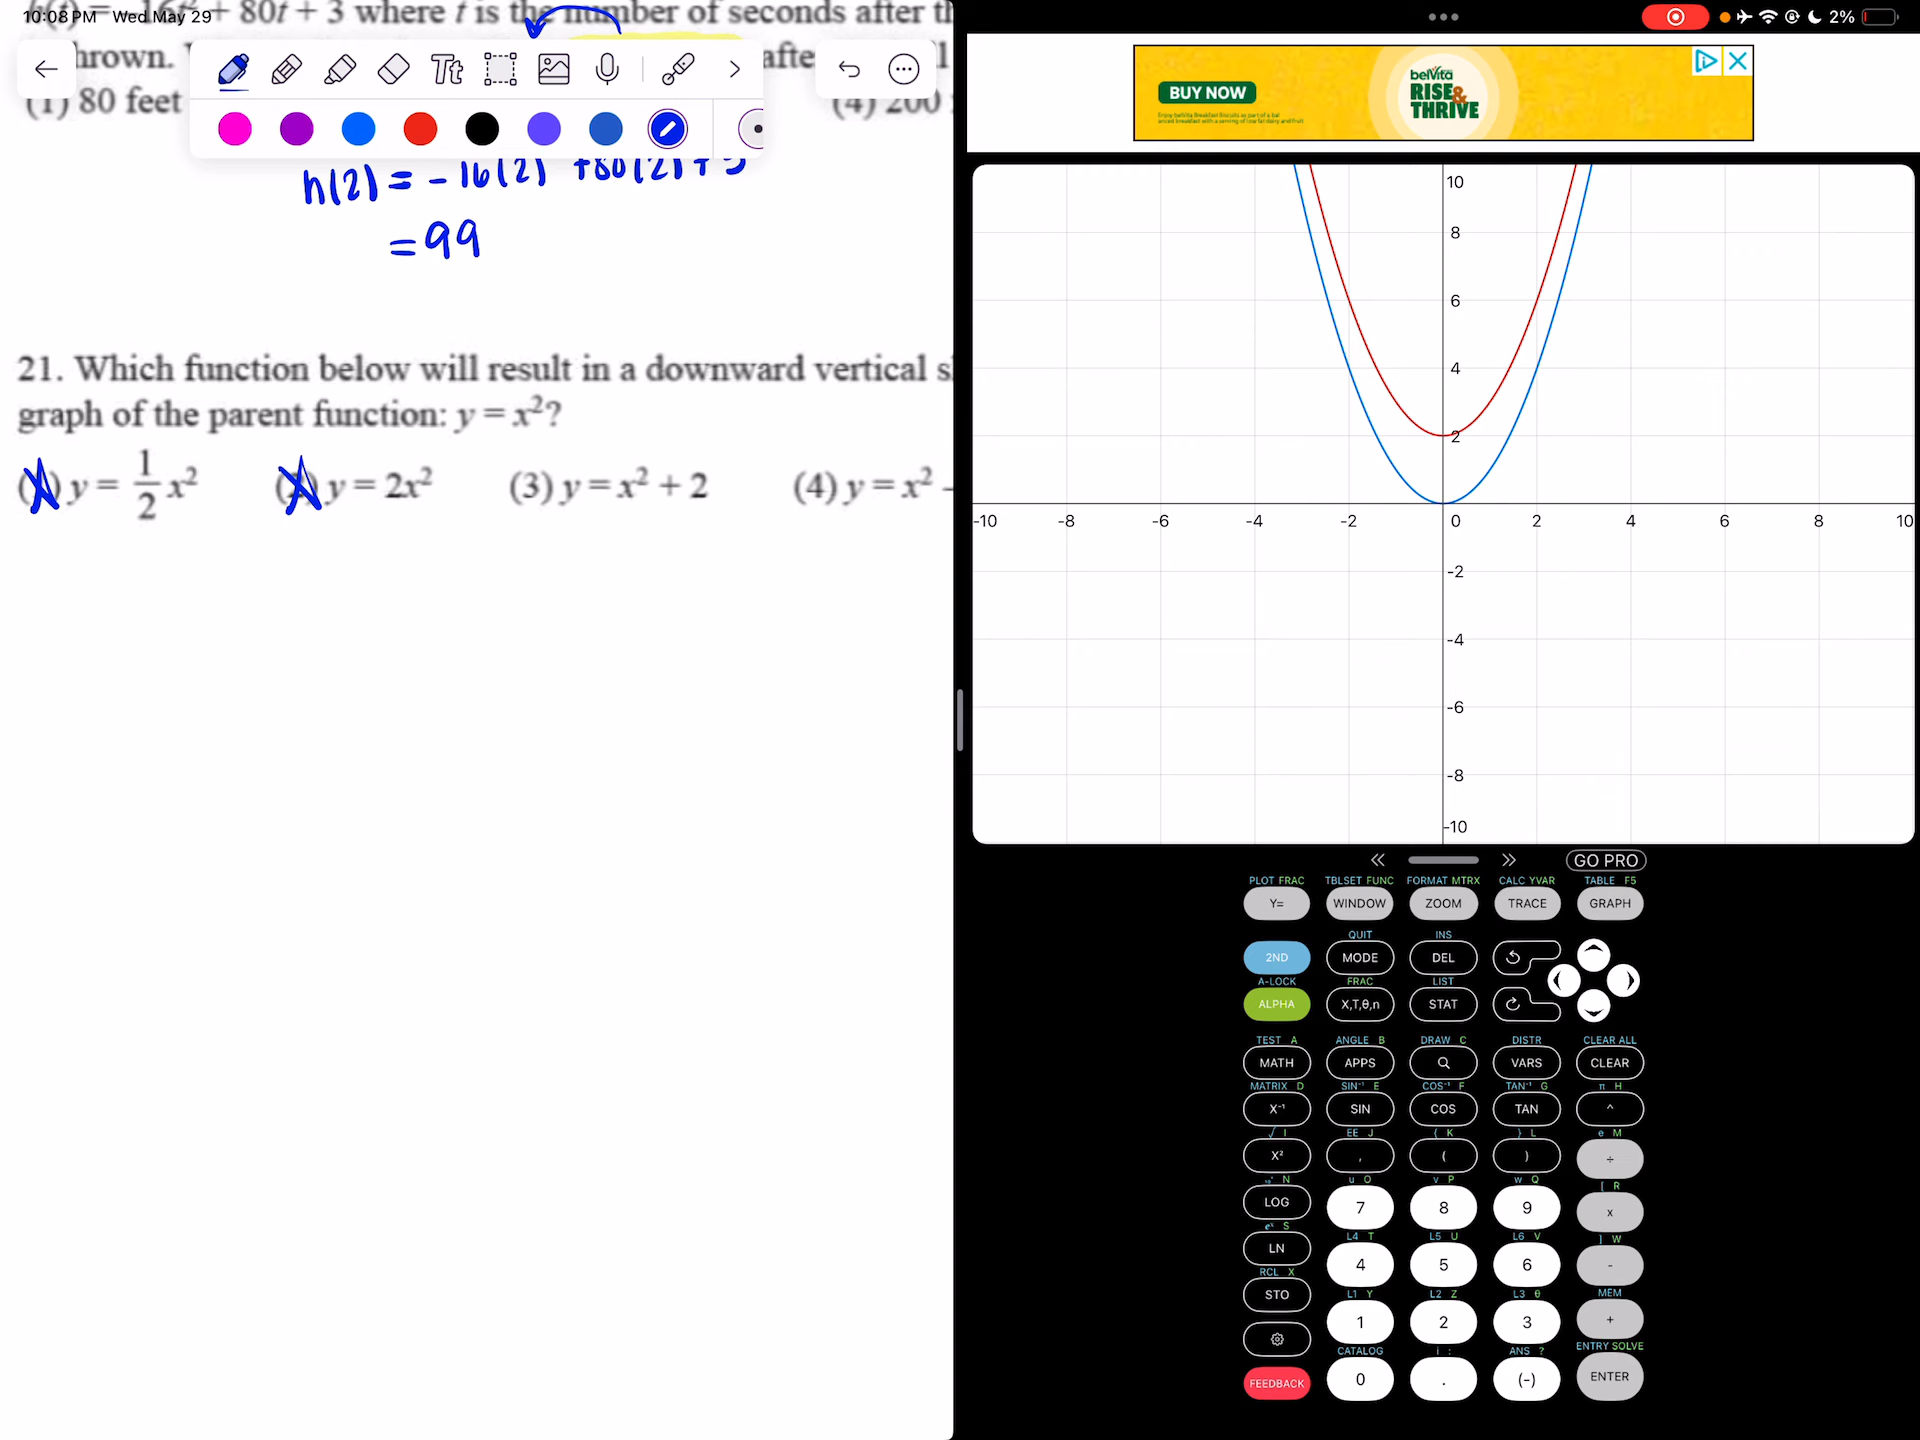 10:08 PM Wed May 29
2%
+ 80t + 3 where t is the number of seconds after th
hrown.
afte
(1) 80 feet
(4) 200
Tt
h(2) = -16(2) +80(2)+3
= 99
21. Which function below will result in a downward vertical s
graph of the parent function: y = x²?
(1) y = 1/2 x² (2) y = 2x² (3) y = x² + 2 (4) y = x² -
BUY NOW
belVita
RISE&
THRIVE
10
8
6
4
2
-10 -8 -6 -4 -2 0 2 4 6 8 10
-2
-4
-6
-8
-10
GO PRO
PLOT FRAC TBLSET FUNC FORMAT MTRX CALC YVAR TABLE F5
Y= WINDOW ZOOM TRACE GRAPH
QUIT INS
2ND MODE DEL
A-LOCK FRAC LIST
ALPHA X,T,θ,n STAT
TEST A ANGLE B DRAW C DISTR CLEAR ALL
MATH APPS VARS CLEAR
MATRIX D SIN⁻¹ E COS⁻¹ F TAN⁻¹ G π H
X⁻¹ SIN COS TAN ^
√ I EE J { K } L e M
X² , ( ) ÷
N u O v P w Q [ R
LOG 7 8 9 x
eˣ S L4 T L5 U L6 V ] W
LN 4 5 6 -
RCL X L1 Y L2 Z L3 θ MEM
STO 1 2 3 +
CATALOG i : ANS ? ENTRY SOLVE
FEEDBACK 0 . (-) ENTER